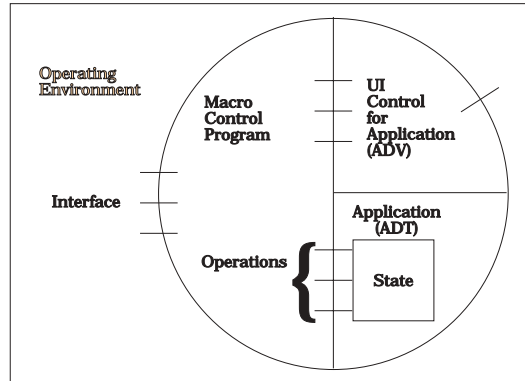 Operating
Environment
Macro
Control
Program
UI
Control
for
Application
(ADV)
Interface
Application
(ADT)
Operations
{
State